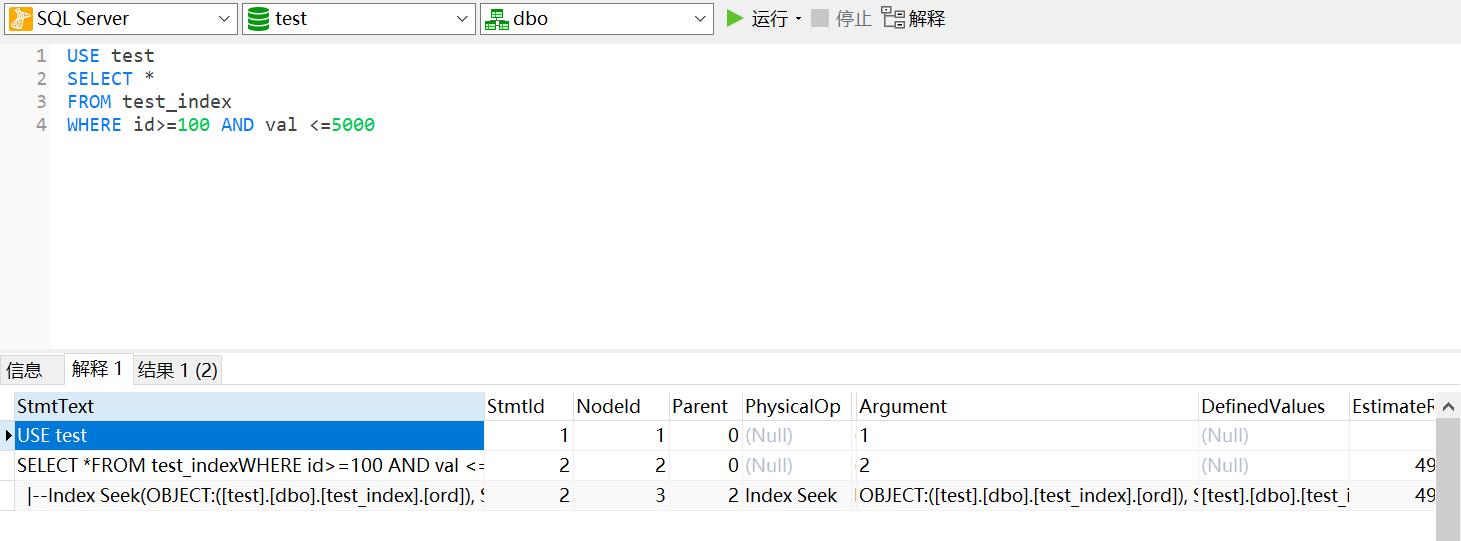 SQL Server test dbo 运行 停止 解释
1 USE test
2 SELECT *
3 FROM test_index
4 WHERE id>=100 AND val <=5000
信息 解释 1 结果 1 (2)
StmtText StmtId NodeId Parent PhysicalOp Argument DefinedValues EstimateR
USE test 1 1 0 (Null) 1 (Null)
SELECT *FROM test_indexWHERE id>=100 AND val <= 2 2 0 (Null) 2 (Null) 49
|--Index Seek(OBJECT:([test].[dbo].[test_index].[ord]), S 2 3 2 Index Seek OBJECT:([test].[dbo].[test_index].[ord]), S [test].[dbo].[test_i 49